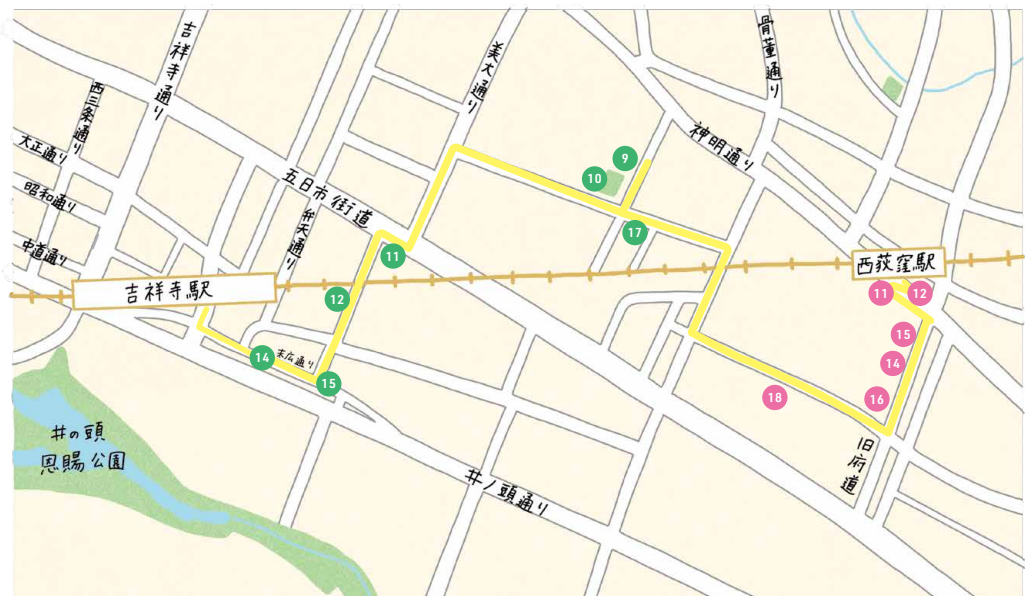 吉祥寺通り
美大通り
骨董通り
西三条通り
神明通り
大正通り
9
10
昭和通り
五日市街道
弁天通り
17
中道通り
11
西荻窪駅
吉祥寺駅
12
11
12
15
14
末広通り
14
15
18
16
井の頭
恩賜公園
旧府道
井ノ頭通り